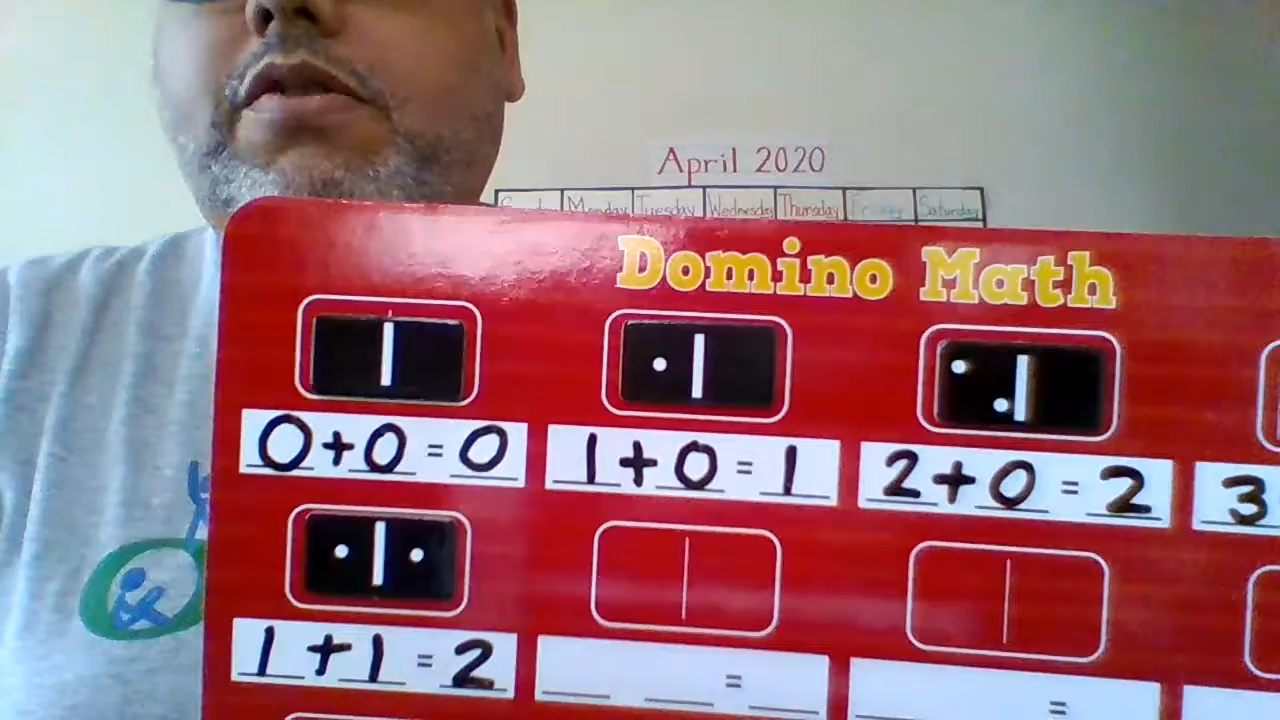 April 2020
Monday Tuesday Wednesday Thursday Friday Saturday
Domino Math
0+0=0 1+0=1 2+0=2 3
1+1=2 = =